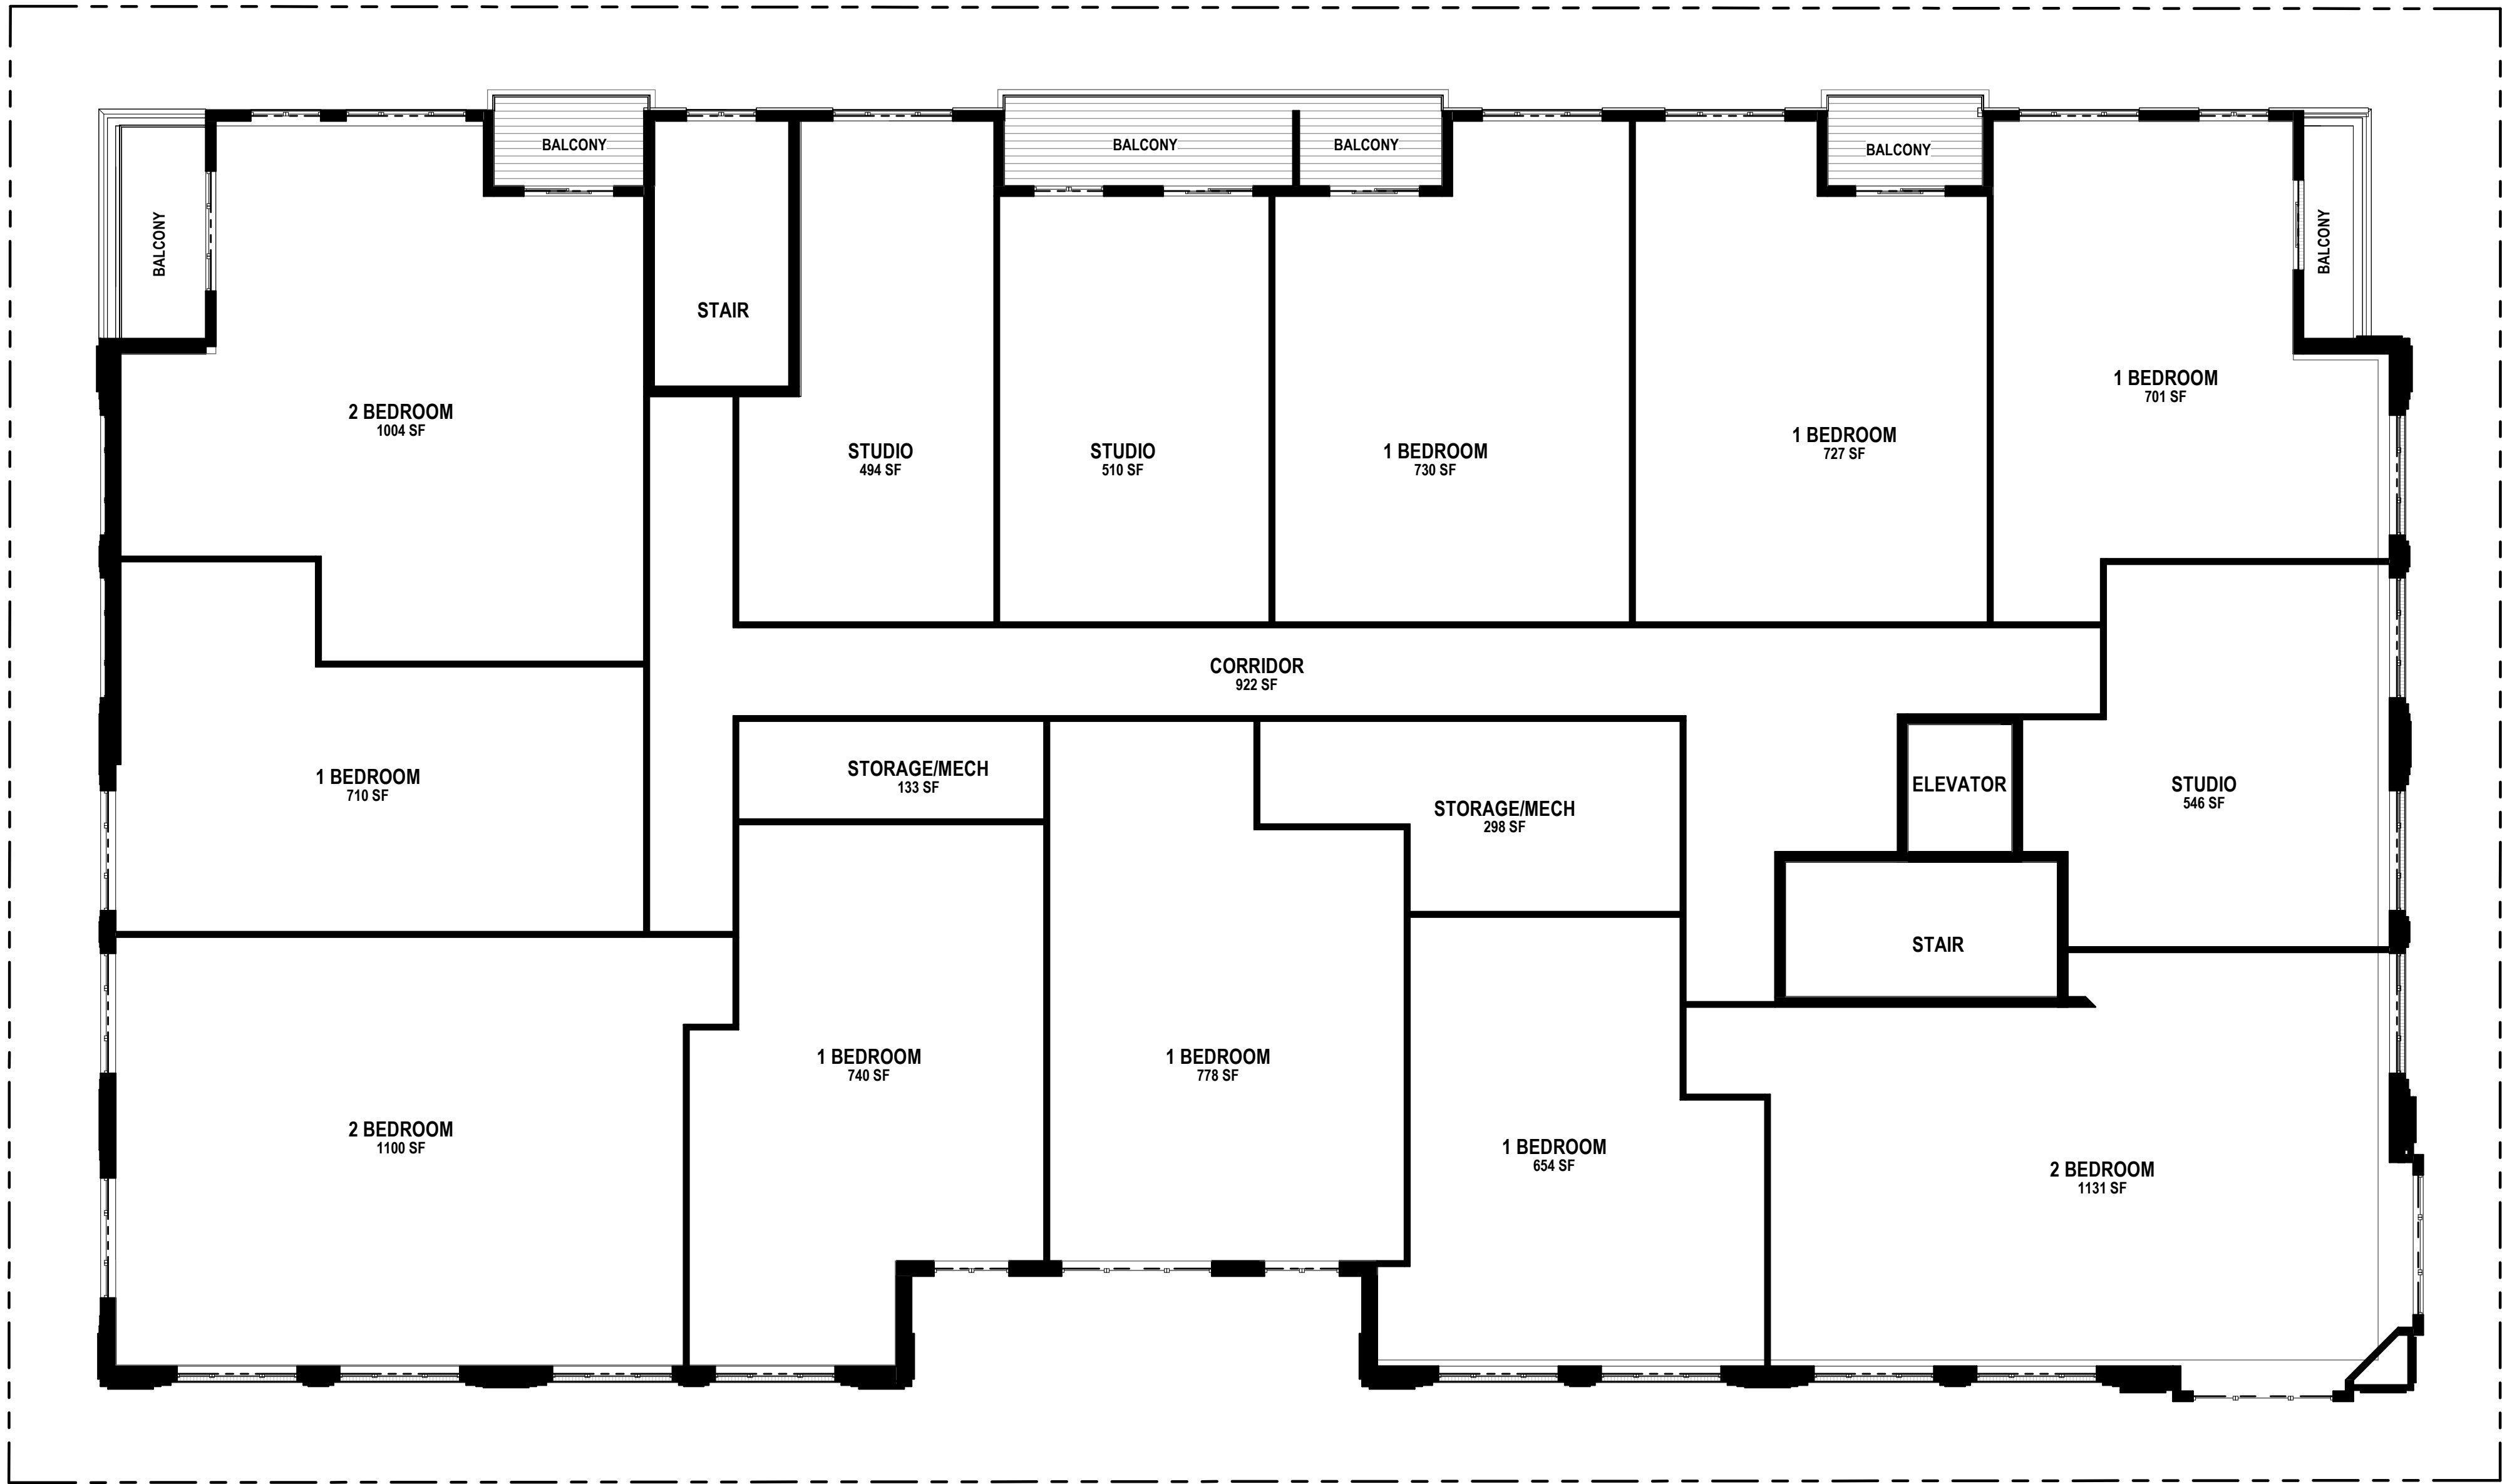 BALCONY
BALCONY
BALCONY
BALCONY
BALCONY
BALCONY
STAIR
1 BEDROOM
701 SF
2 BEDROOM
1004 SF
STUDIO
494 SF
STUDIO
510 SF
1 BEDROOM
730 SF
1 BEDROOM
727 SF
CORRIDOR
922 SF
1 BEDROOM
710 SF
STORAGE/MECH
133 SF
STORAGE/MECH
298 SF
ELEVATOR
STUDIO
546 SF
STAIR
1 BEDROOM
740 SF
1 BEDROOM
778 SF
2 BEDROOM
1100 SF
1 BEDROOM
654 SF
2 BEDROOM
1131 SF